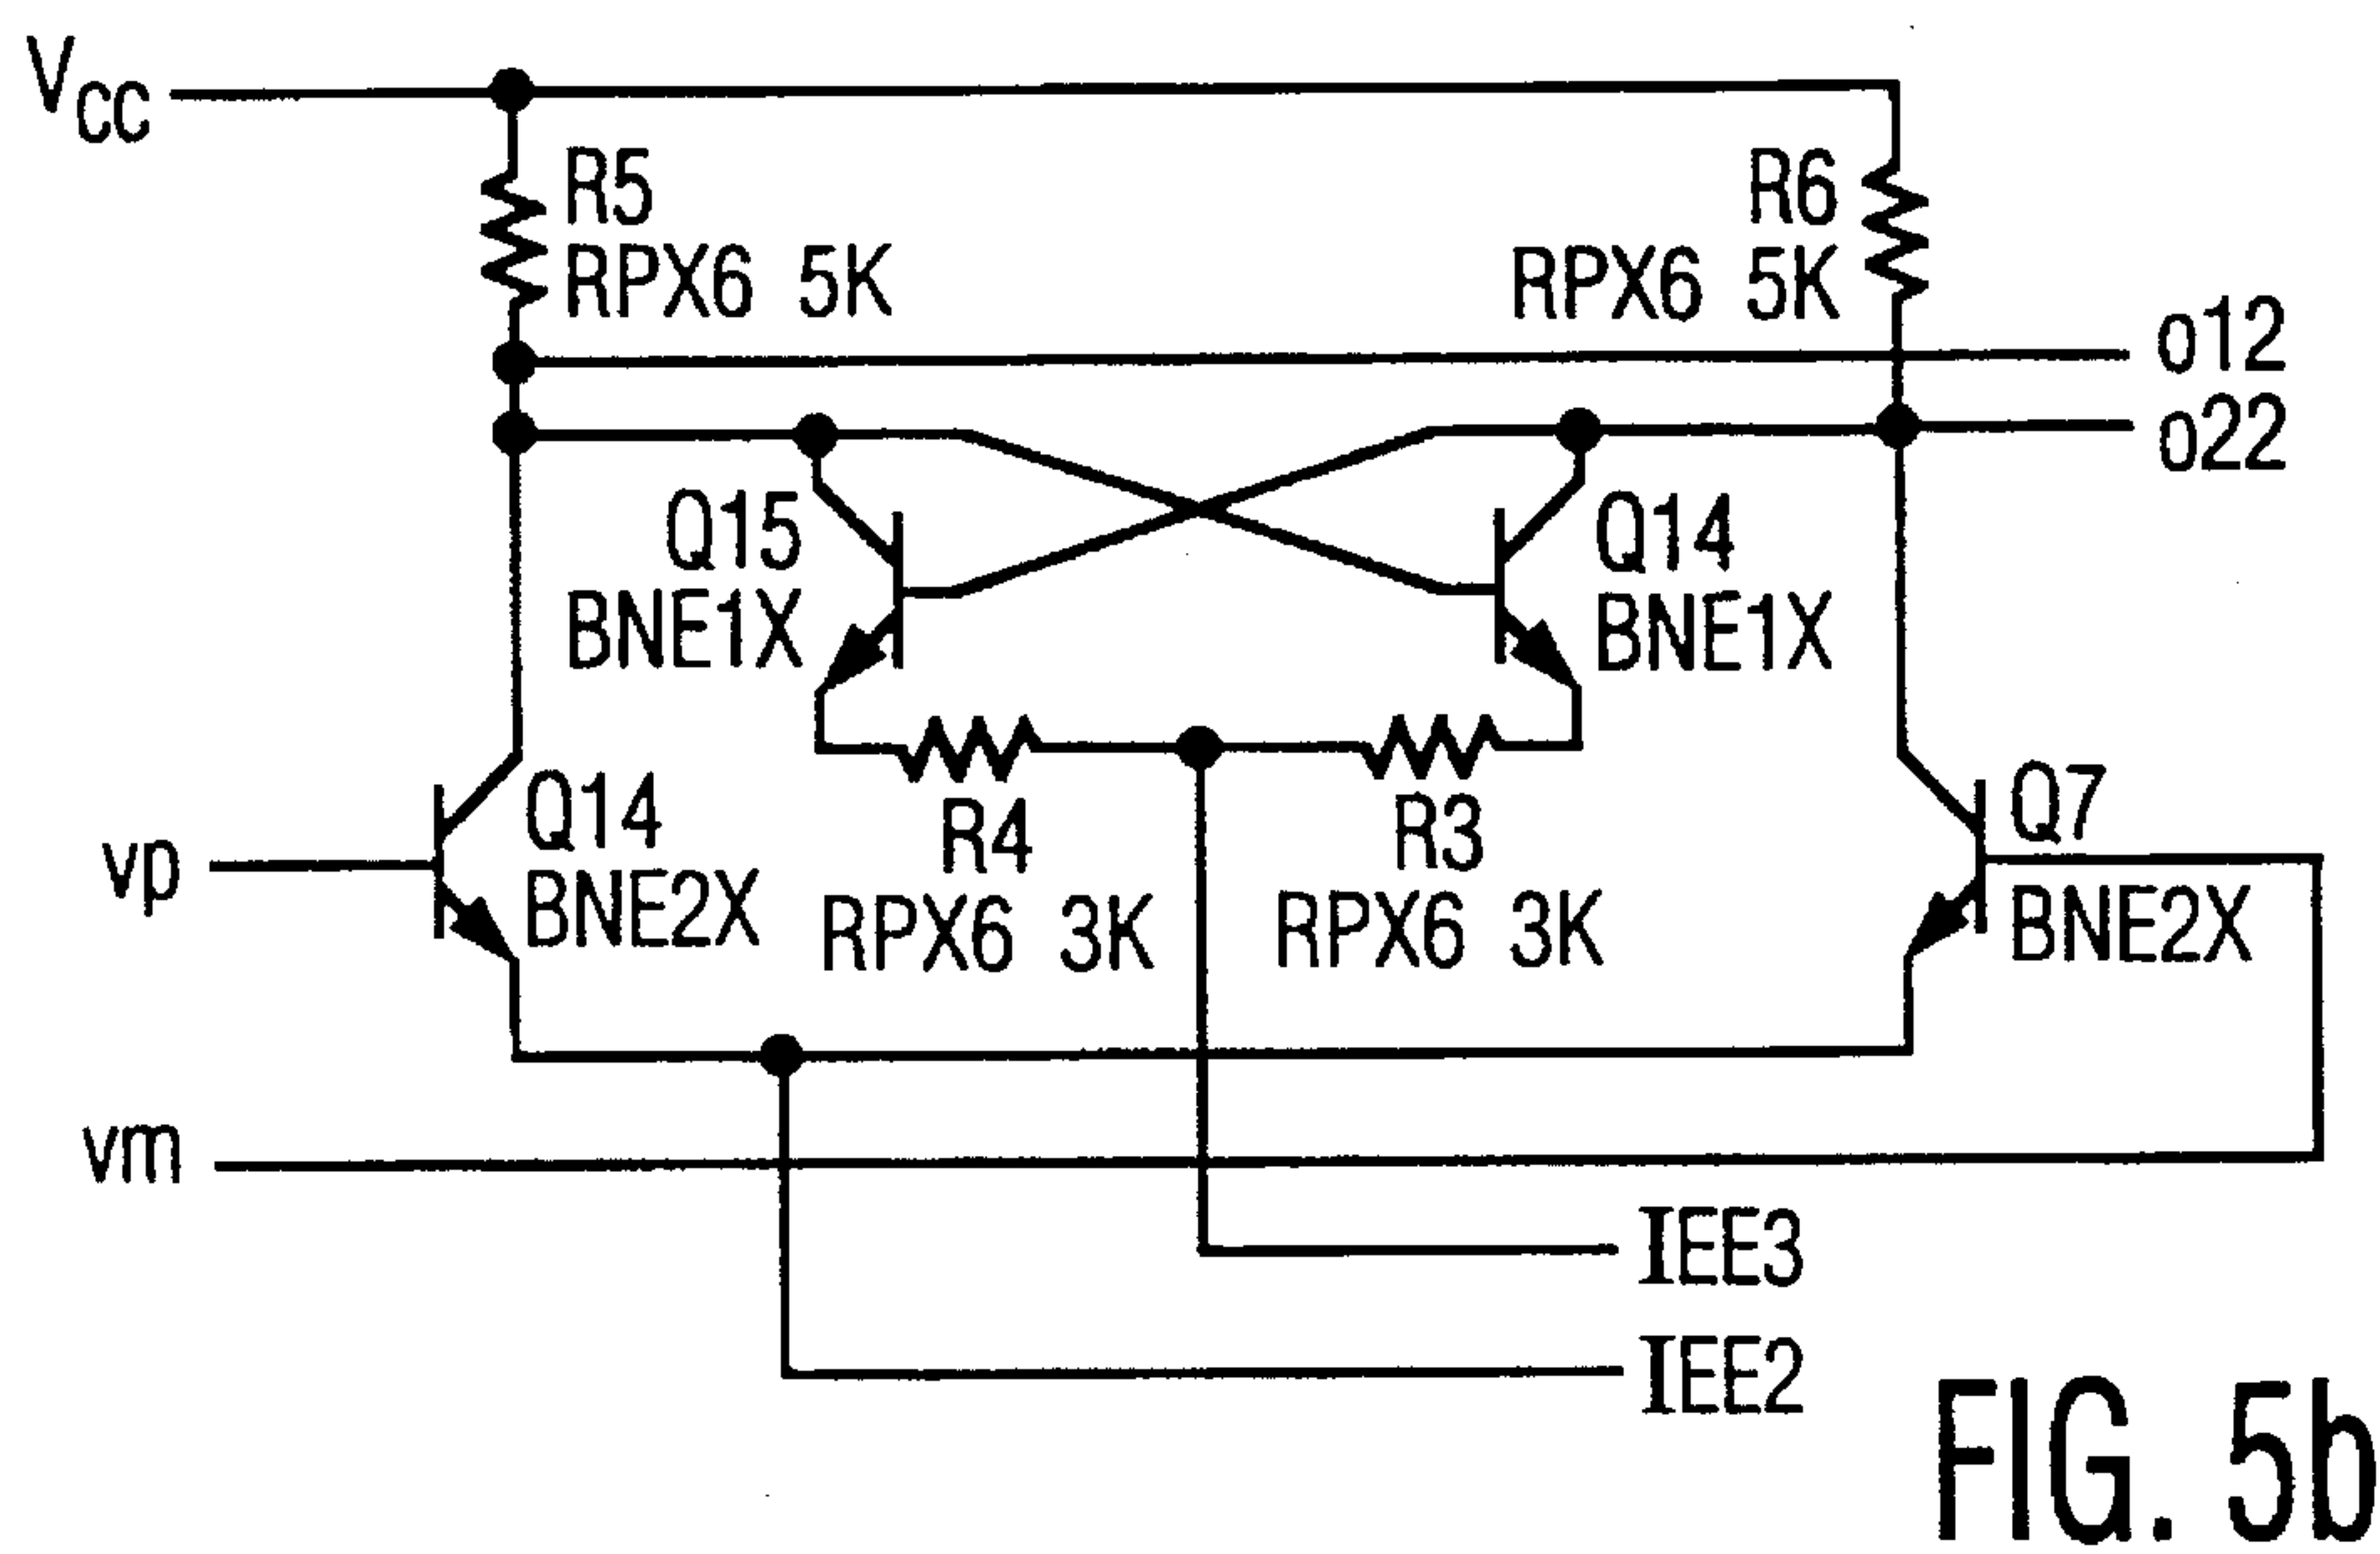 VCC
R5
RPX6 5K
R6
RPX6 5K
o12
o22
Q15
BNE1X
Q14
BNE1X
Q14
BNE2X
R4
RPX6 3K
R3
RPX6 3K
Q7
BNE2X
vp
vm
IEE3
IEE2
FIG. 5b